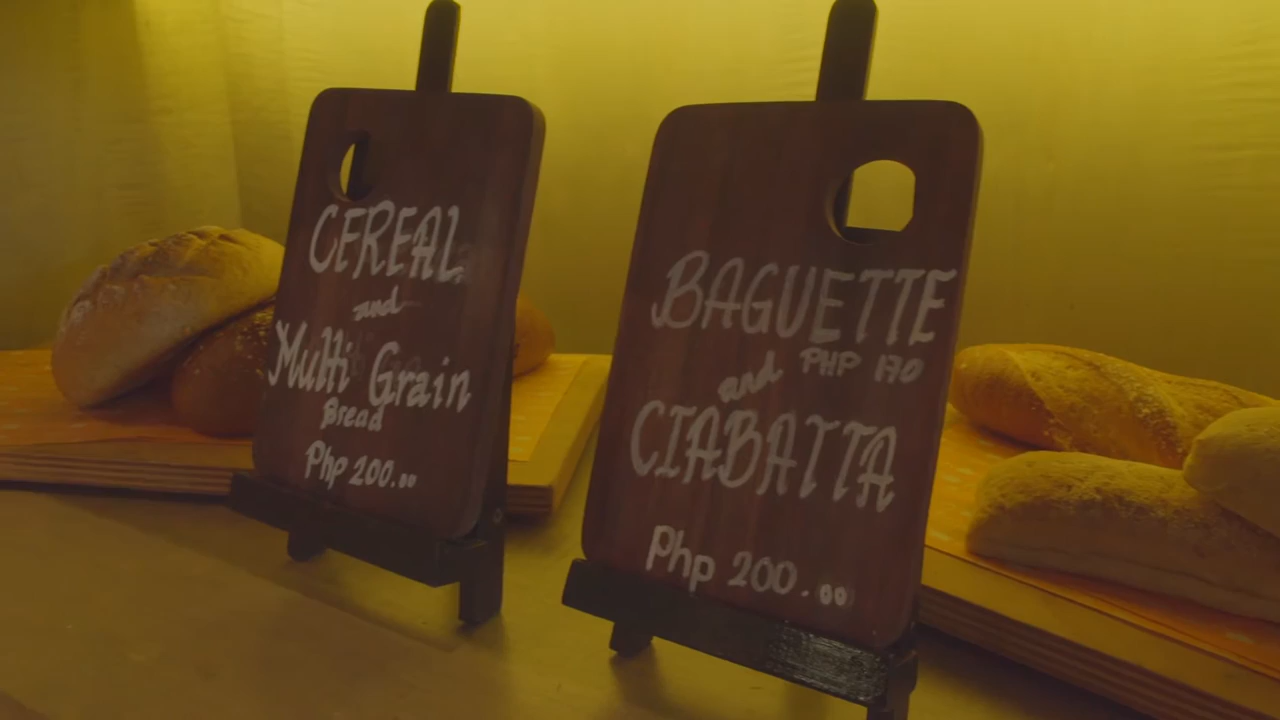 CEREAL
and
Multi Grain
Bread
Php 200.00
BAGUETTE
and PHP 170
CIABATTA
Php 200.00